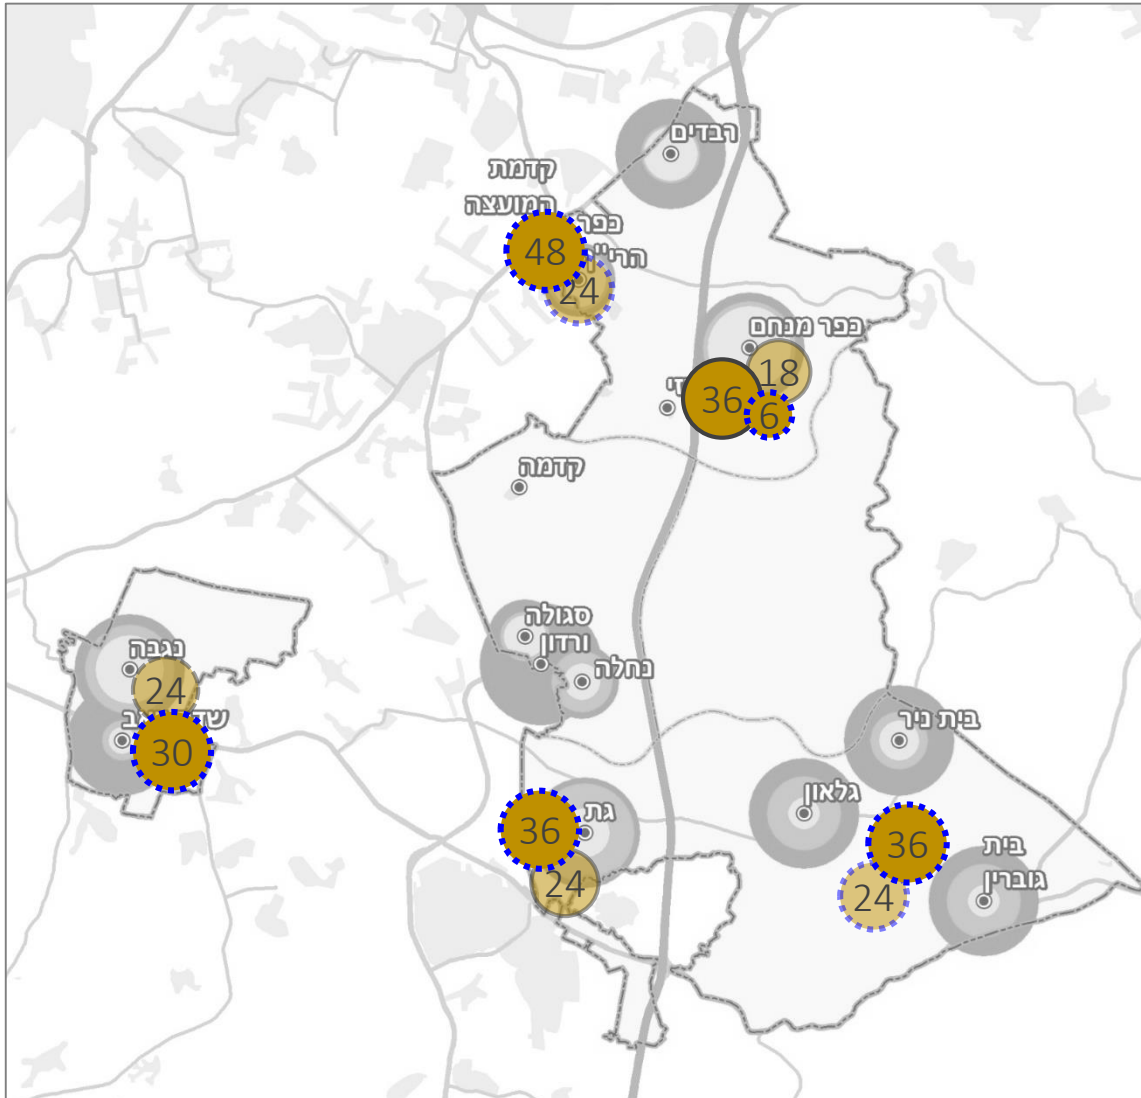 רבדים
קדמת
המועצה
כפר
48
24
כפר מנחם
18
36
6
קדמה
סגולה
ורדון
נחלה
נגבה
24
30
בית ניר
גלאון
גת
36
24
36
24
בית
גוברין